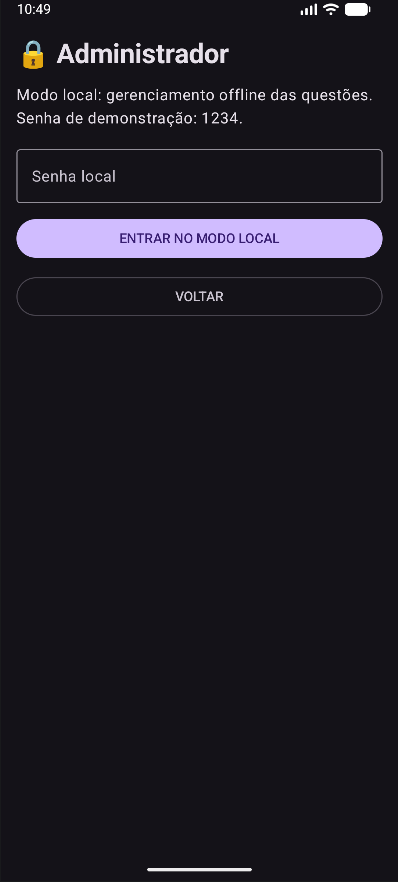 10:49
🔒 Administrador
Modo local: gerenciamento offline das questões.
Senha de demonstração: 1234.
Senha local
ENTRAR NO MODO LOCAL
VOLTAR